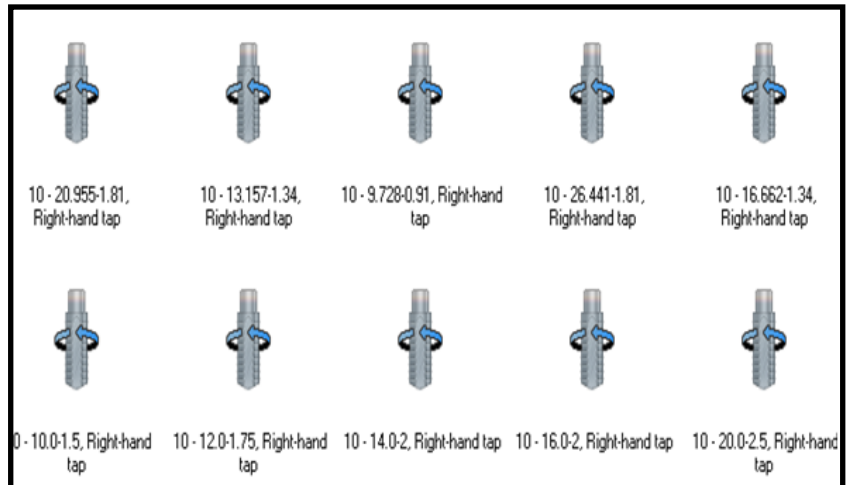 10 - 20.955-1.81,
Right-hand tap
10 - 13.157-1.34,
Right-hand tap
10 - 9.728-0.91, Right-hand
tap
10 - 26.441-1.81,
Right-hand tap
10 - 16.662-1.34,
Right-hand tap
0 - 10.0-1.5, Right-hand
tap
10 - 12.0-1.75, Right-hand
tap
10 - 14.0-2, Right-hand tap
10 - 16.0-2, Right-hand tap
10 - 20.0-2.5, Right-hand
tap